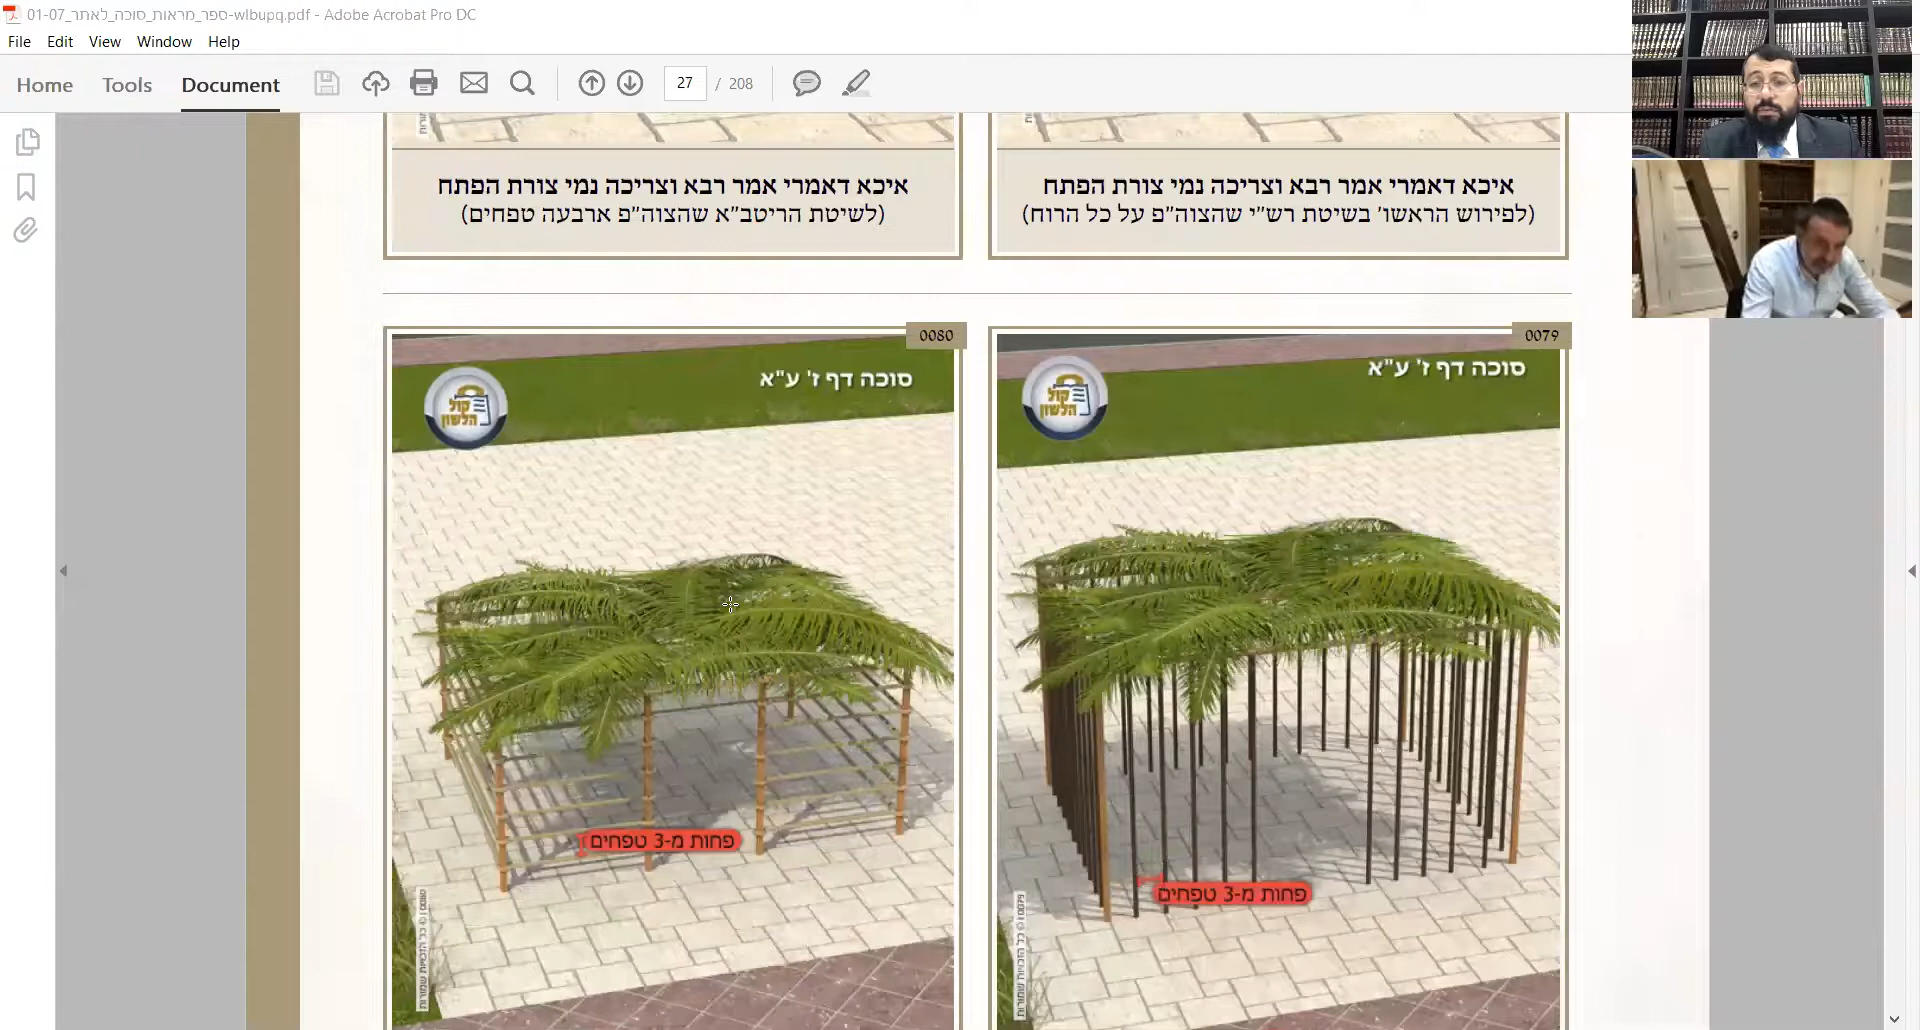 01-07_ספר_מראות_סוכה_לאתר-wlbupq.pdf - Adobe Acrobat Pro DC
File Edit View Window Help
Home Tools Document 27 / 208
איכא דאמרי אמר רבא וצריכה נמי צורת הפתח
(לפירוש הראשו' בשיטת רש"י שהצוה"פ על כל הרוח)
איכא דאמרי אמר רבא וצריכה נמי צורת הפתח
(לשיטת הריטב"א שהצוה"פ ארבעה טפחים)
0079
סוכה דף ז' ע"א
קול
הלשון
פחות מ-3 טפחים
0080
סוכה דף ז' ע"א
קול
הלשון
פחות מ-3 טפחים